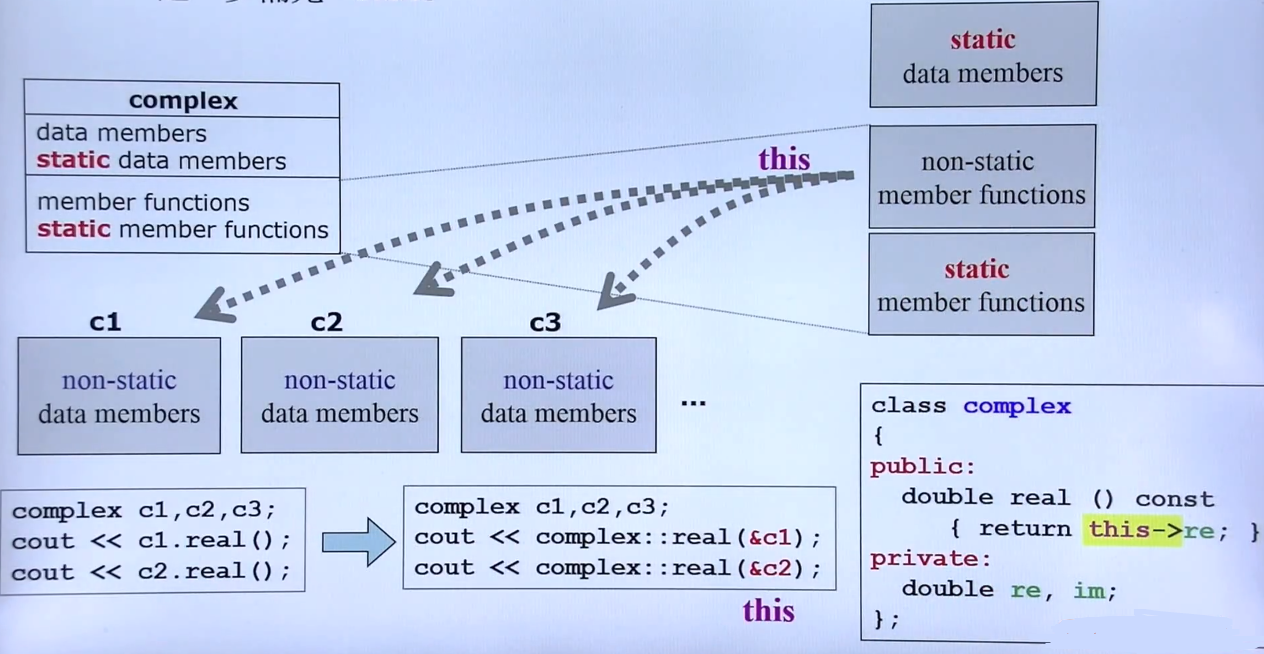 complex
data members
static data members
member functions
static member functions
static
data members
this
non-static
member functions
static
member functions
c1
c2
c3
non-static
data members
non-static
data members
non-static
data members
...
complex c1,c2,c3;
cout << c1.real();
cout << c2.real();
complex c1,c2,c3;
cout << complex::real(&c1);
cout << complex::real(&c2);
this
class complex
{
public:
double real () const
{ return this->re; }
private:
double re, im;
};